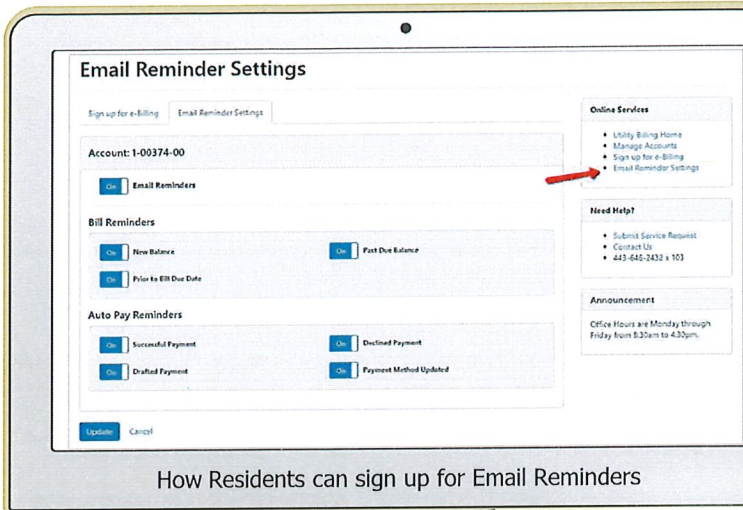 Email Reminder Settings
Sign up for e-Billing
Email Reminder Settings
Account: 1-00374-00
On Email Reminders
Bill Reminders
On New Balance
On Past Due Balance
On Prior to Bill Due Date
Auto Pay Reminders
On Successful Payment
On Declined Payment
On Drafted Payment
On Payment Method Updated
Update Cancel
Online Services
Utility Billing Home
Manage Accounts
Sign up for e-Billing
Email Reminder Settings
Need Help?
Submit Service Request
Contact Us
443-646-2432 x 103
Announcement
Office Hours are Monday through
Friday from 8:30am to 4:30pm.
How Residents can sign up for Email Reminders